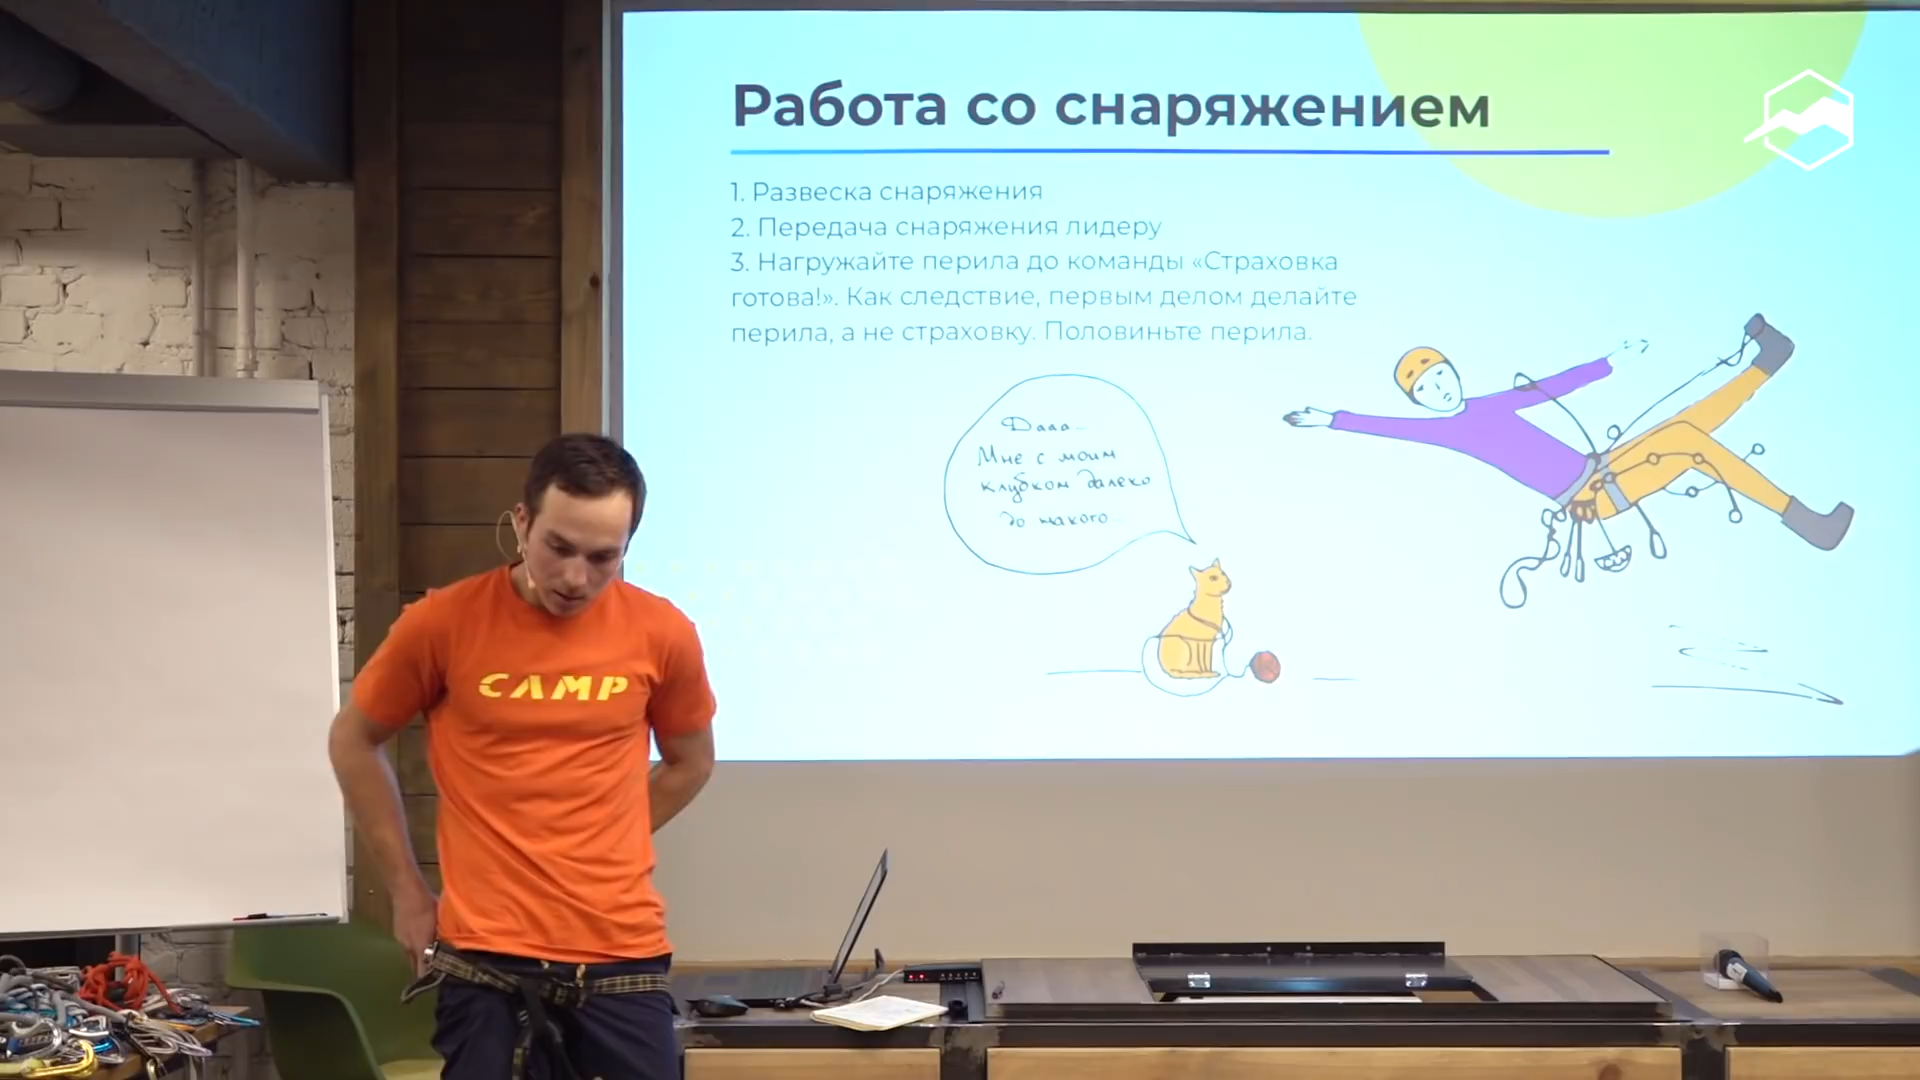 Работа со снаряжением
1. Развеска снаряжения
2. Передача снаряжения лидеру
3. Нагружайте перила до команды «Страховка
готова!». Как следствие, первым делом делайте
перила, а не страховку. Половиньте перила.
Дааа...
Мне с моим
клубком далеко
до такого...
CAMP